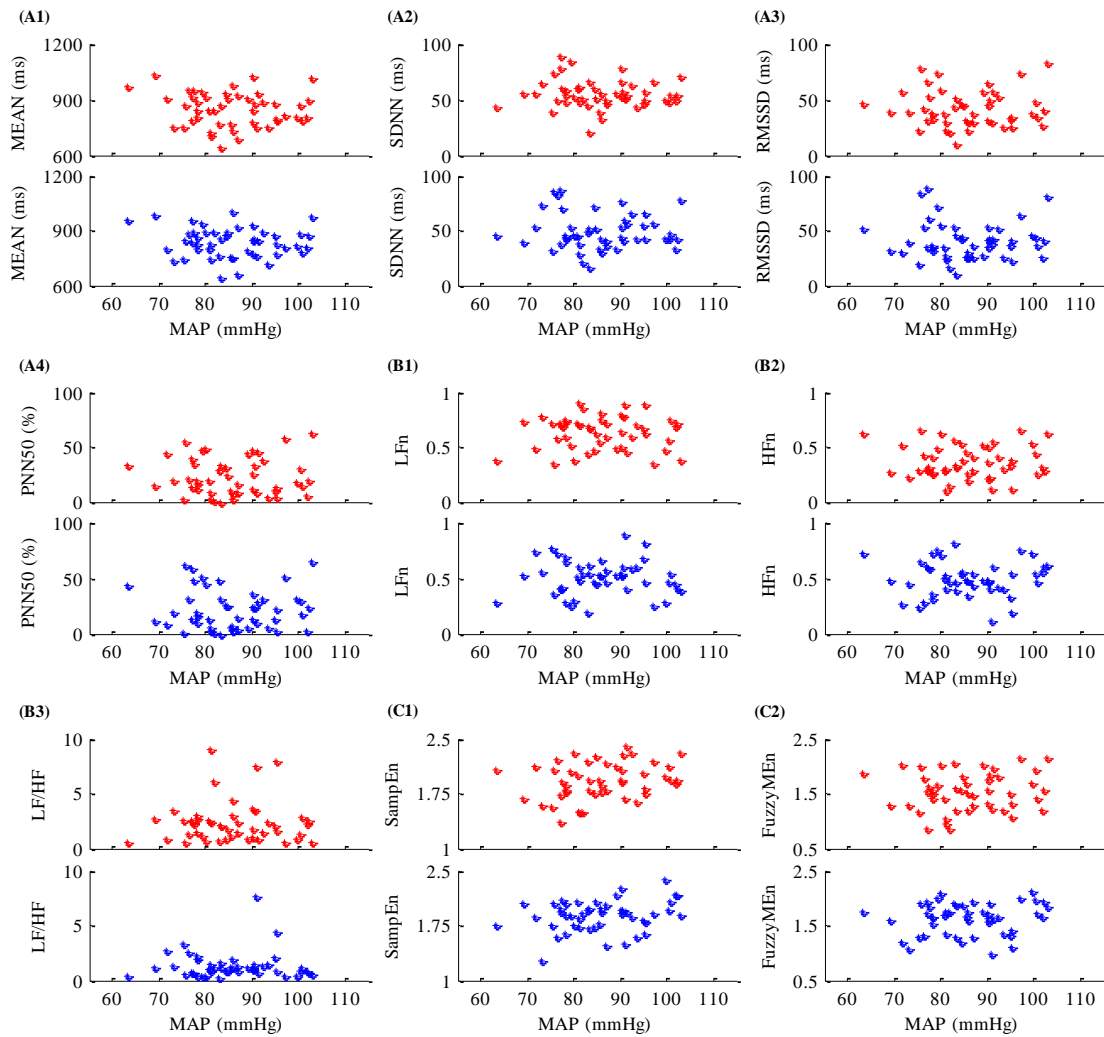 (A1)
(A2)
(A3)
1200
900
600
MEAN (ms)
100
50
0
SDNN (ms)
100
50
0
RMSSD (ms)
1200
900
600
MEAN (ms)
100
50
0
SDNN (ms)
100
50
0
RMSSD (ms)
60 70 80 90 100 110
60 70 80 90 100 110
60 70 80 90 100 110
MAP (mmHg)
MAP (mmHg)
MAP (mmHg)
(A4)
(B1)
(B2)
100
50
0
PNN50 (%)
1
0.5
0
LFn
1
0.5
0
HFn
100
50
0
PNN50 (%)
1
0.5
0
LFn
1
0.5
0
HFn
60 70 80 90 100 110
60 70 80 90 100 110
60 70 80 90 100 110
MAP (mmHg)
MAP (mmHg)
MAP (mmHg)
(B3)
(C1)
(C2)
10
5
0
LF/HF
2.5
1.75
1
SampEn
2.5
1.5
0.5
FuzzyMEn
10
5
0
LF/HF
2.5
1.75
1
SampEn
2.5
1.5
0.5
FuzzyMEn
60 70 80 90 100 110
60 70 80 90 100 110
60 70 80 90 100 110
MAP (mmHg)
MAP (mmHg)
MAP (mmHg)